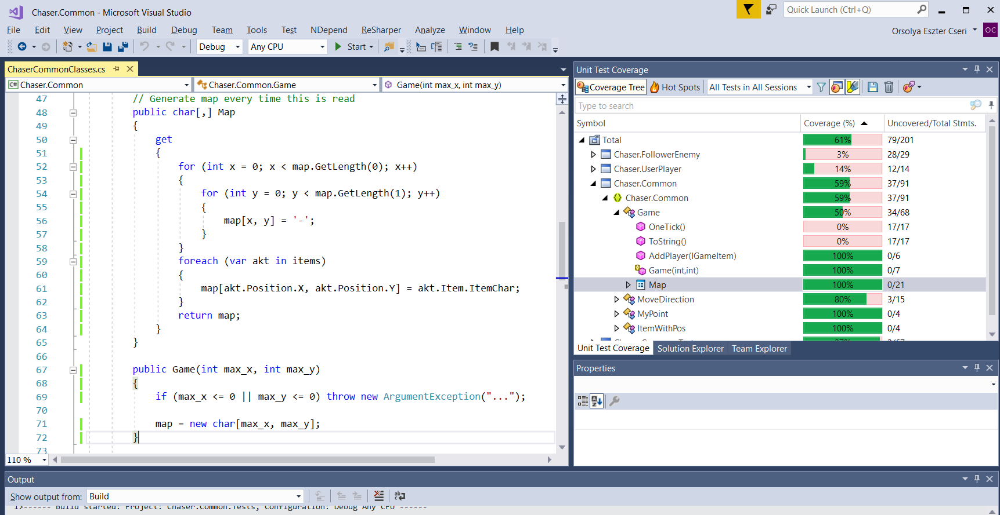 Chaser.Common - Microsoft Visual Studio
Quick Launch (Ctrl+Q)
File Edit View Project Build Debug Team Tools Test NDepend ReSharper Analyze Window Help
Orsolya Eszter Cseri
OC
Debug
Any CPU
Start
ChaserCommonClasses.cs
C# Chaser.Common
Chaser.Common.Game
Game(int max_x, int max_y)
47 // Generate map every time this is read
48 public char[,] Map
49 {
50 get
51 {
52 for (int x = 0; x < map.GetLength(0); x++)
53 {
54 for (int y = 0; y < map.GetLength(1); y++)
55 {
56 map[x, y] = '-';
57 }
58 }
59 foreach (var akt in items)
60 {
61 map[akt.Position.X, akt.Position.Y] = akt.Item.ItemChar;
62 }
63 return map;
64 }
65 }
66
67 public Game(int max_x, int max_y)
68 {
69 if (max_x <= 0 || max_y <= 0) throw new ArgumentException("...");
70
71 map = new char[max_x, max_y];
72 }
73
110 %
Unit Test Coverage
Coverage Tree Hot Spots All Tests in All Sessions
Type to search
Symbol Coverage (%) Uncovered/Total Stmts.
Total 61% 79/201
Chaser.FollowerEnemy 3% 28/29
Chaser.UserPlayer 14% 12/14
Chaser.Common 59% 37/91
Chaser.Common 59% 37/91
Game 50% 34/68
OneTick() 0% 17/17
ToString() 0% 17/17
AddPlayer(IGameItem) 100% 0/6
Game(int,int) 100% 0/7
Map 100% 0/21
MoveDirection 80% 3/15
MyPoint 100% 0/4
ItemWithPos 100% 0/4
Unit Test Coverage Solution Explorer Team Explorer
Properties
Output
Show output from: Build
1>------ Build started: Project: Chaser.Common.Tests, Configuration: Debug Any CPU ------